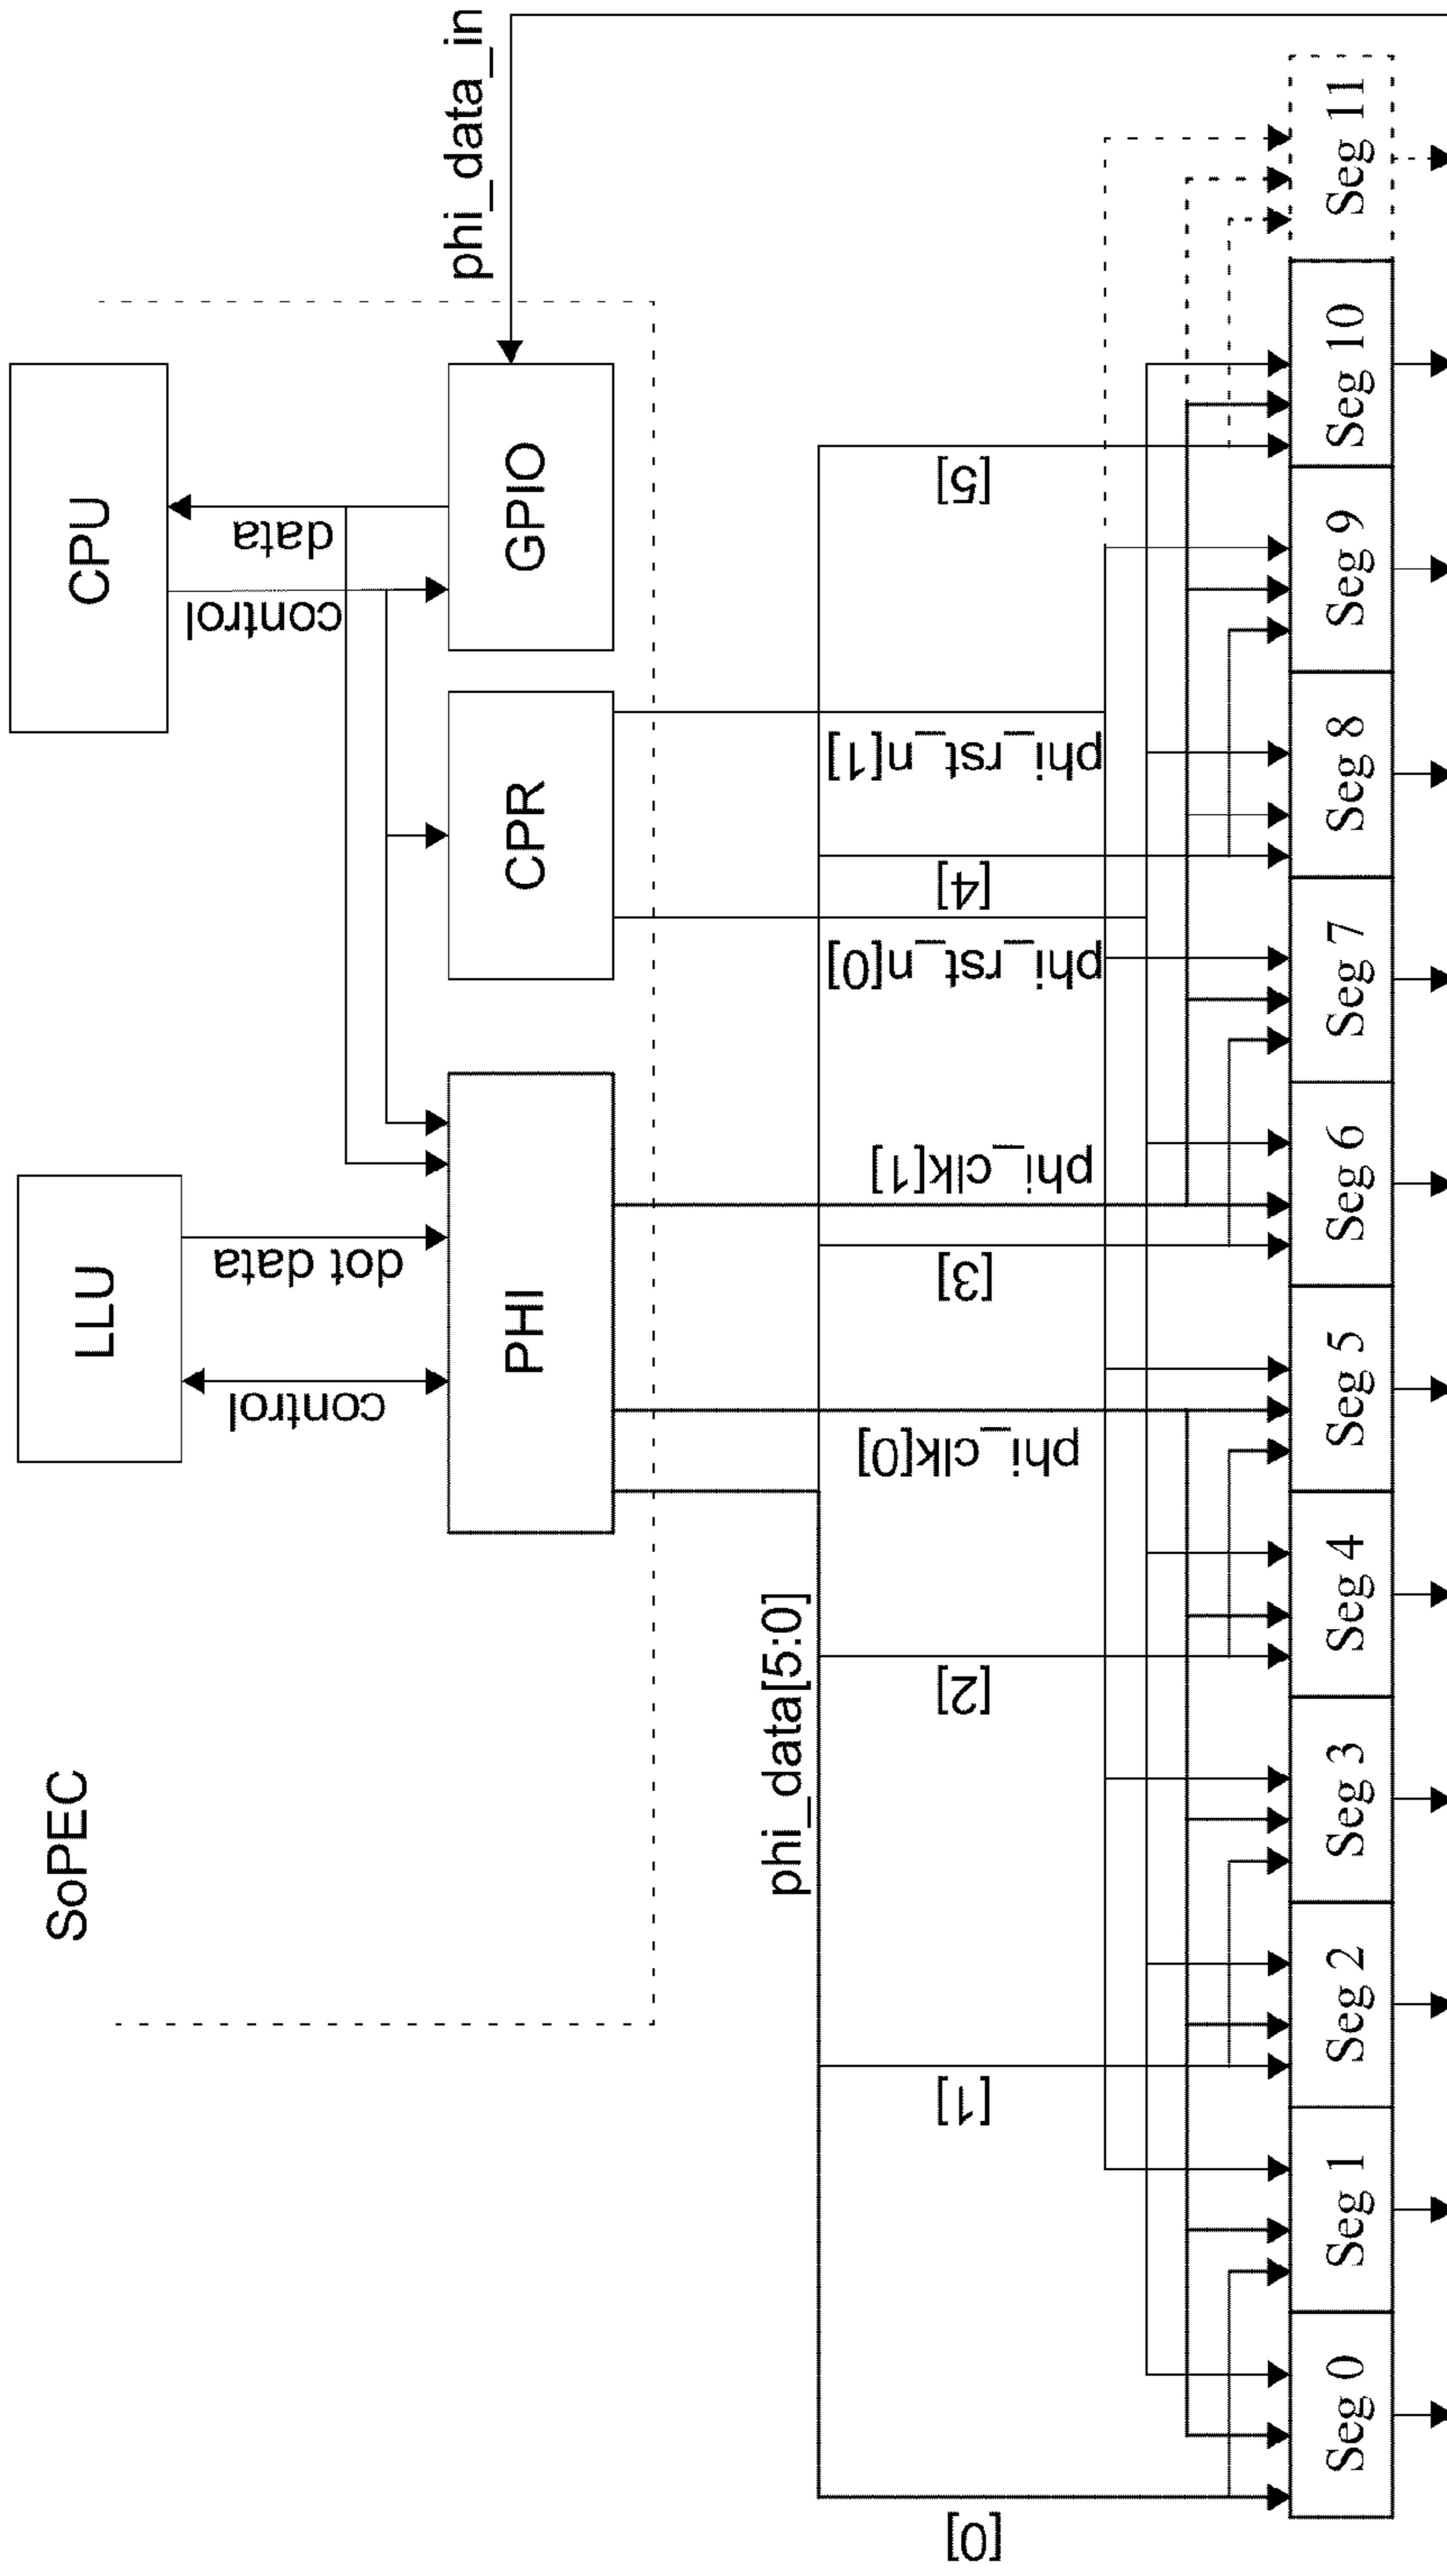 SoPEC
LLU
CPU
control
dot data
control
data
PHI
CPR
GPIO
phi_data_in
phi_data[5:0]
phi_clk[0]
phi_clk[1]
phi_rst_n[0]
phi_rst_n[1]
[0]
[1]
[2]
[3]
[4]
[5]
Seg 0
Seg 1
Seg 2
Seg 3
Seg 4
Seg 5
Seg 6
Seg 7
Seg 8
Seg 9
Seg 10
Seg 11